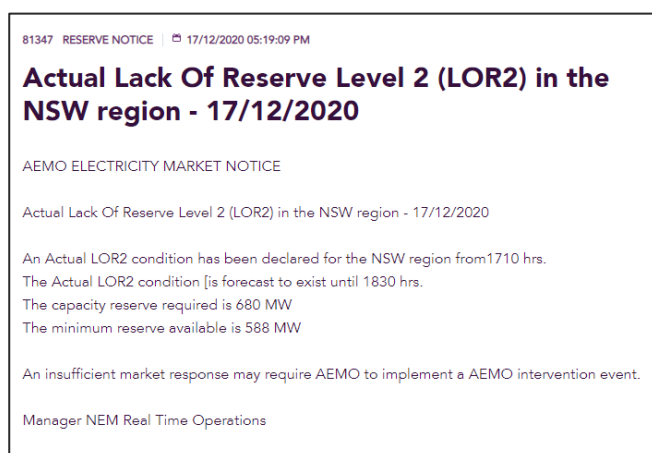 81347 RESERVE NOTICE 17/12/2020 05:19:09 PM
Actual Lack Of Reserve Level 2 (LOR2) in the
NSW region - 17/12/2020
AEMO ELECTRICITY MARKET NOTICE
Actual Lack Of Reserve Level 2 (LOR2) in the NSW region - 17/12/2020
An Actual LOR2 condition has been declared for the NSW region from1710 hrs.
The Actual LOR2 condition [is forecast to exist until 1830 hrs.
The capacity reserve required is 680 MW
The minimum reserve available is 588 MW
An insufficient market response may require AEMO to implement a AEMO intervention event.
Manager NEM Real Time Operations